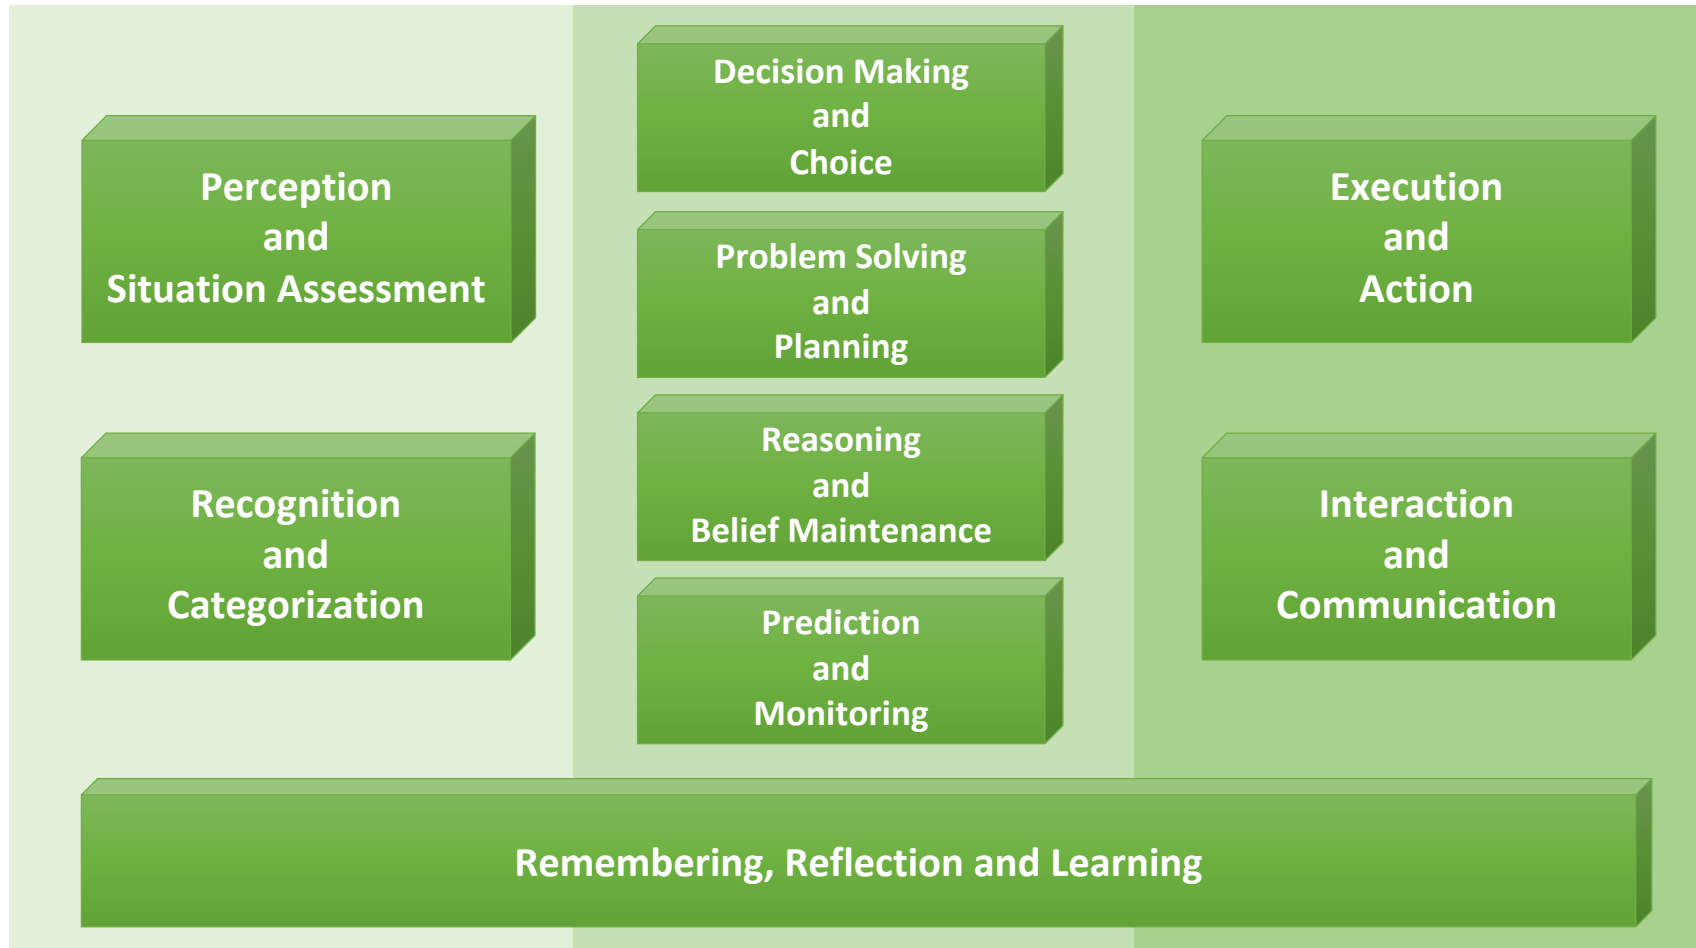 Perception
and
Situation Assessment
Recognition
and
Categorization
Decision Making
and
Choice
Problem Solving
and
Planning
Reasoning
and
Belief Maintenance
Prediction
and
Monitoring
Execution
and
Action
Interaction
and
Communication
Remembering, Reflection and Learning